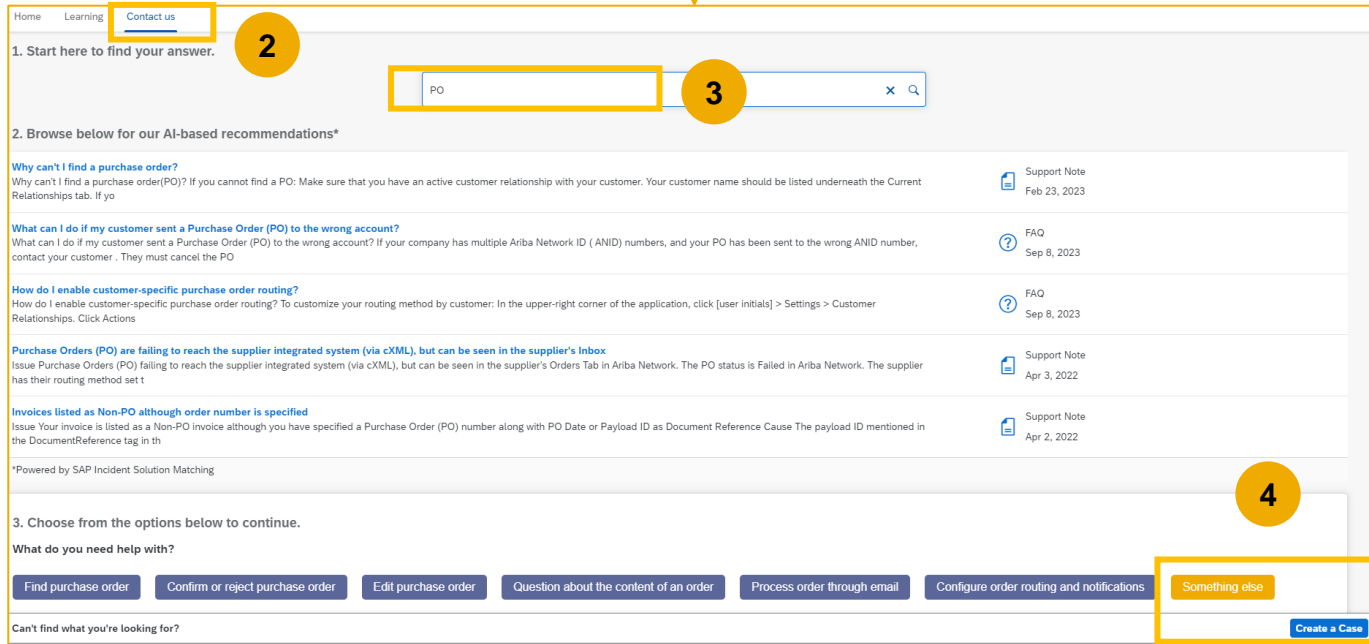 Home Learning Contact us
2
1. Start here to find your answer.
PO
3
2. Browse below for our AI-based recommendations*
Why can't I find a purchase order?
Why can't I find a purchase order(PO)? If you cannot find a PO: Make sure that you have an active customer relationship with your customer. Your customer name should be listed underneath the Current
Relationships tab. If yo
Support Note
Feb 23, 2023
What can I do if my customer sent a Purchase Order (PO) to the wrong account?
What can I do if my customer sent a Purchase Order (PO) to the wrong account? If your company has multiple Ariba Network ID ( ANID) numbers, and your PO has been sent to the wrong ANID number,
contact your customer . They must cancel the PO
FAQ
Sep 8, 2023
How do I enable customer-specific purchase order routing?
How do I enable customer-specific purchase order routing? To customize your routing method by customer: In the upper-right corner of the application, click [user initials] > Settings > Customer
Relationships. Click Actions
FAQ
Sep 8, 2023
Purchase Orders (PO) are failing to reach the supplier integrated system (via cXML), but can be seen in the supplier's Inbox
Issue Purchase Orders (PO) failing to reach the supplier integrated system (via cXML), but can be seen in the supplier's Orders Tab in Ariba Network. The PO status is Failed in Ariba Network. The supplier
has their routing method set t
Support Note
Apr 3, 2022
Invoices listed as Non-PO although order number is specified
Issue Your invoice is listed as a Non-PO invoice although you have specified a Purchase Order (PO) number along with PO Date or Payload ID as Document Reference Cause The payload ID mentioned in
the DocumentReference tag in th
Support Note
Apr 2, 2022
*Powered by SAP Incident Solution Matching
4
3. Choose from the options below to continue.
What do you need help with?
Find purchase order Confirm or reject purchase order Edit purchase order Question about the content of an order Process order through email Configure order routing and notifications Something else
Can't find what you're looking for? Create a Case